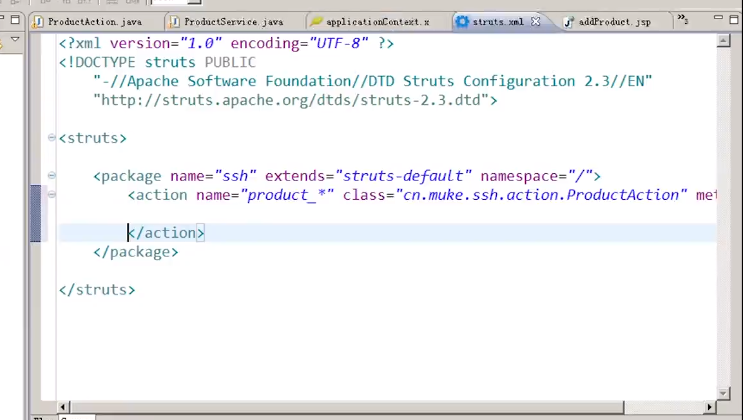 ProductAction.java ProductService.java applicationContext.x struts.xml addProduct.jsp
<?xml version="1.0" encoding="UTF-8" ?>
<!DOCTYPE struts PUBLIC
"-//Apache Software Foundation//DTD Struts Configuration 2.3//EN"
"http://struts.apache.org/dtds/struts-2.3.dtd">
<struts>
<package name="ssh" extends="struts-default" namespace="/">
<action name="product_*" class="cn.muke.ssh.action.ProductAction" met
</action>
</package>
</struts>